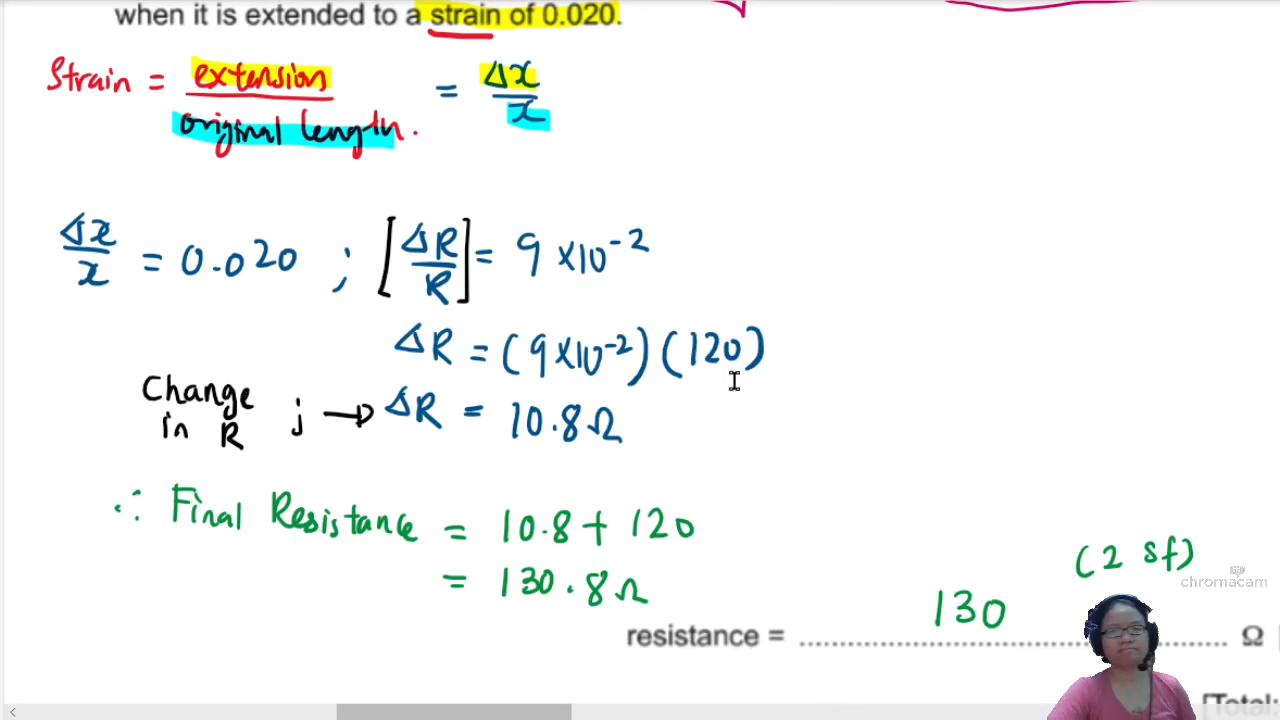 when it is extended to a strain of 0.020.
Strain = extension / original length. = Δx / x
Δx / x = 0.020 ; [ΔR / R] = 9 × 10⁻²
ΔR = (9×10⁻²)(120)
Change in R ; → ΔR = 10.8 Ω
∴ Final Resistance = 10.8 + 120
= 130.8 Ω
(2 sf)
chromacam
130
resistance = .................................................. Ω
[Total: